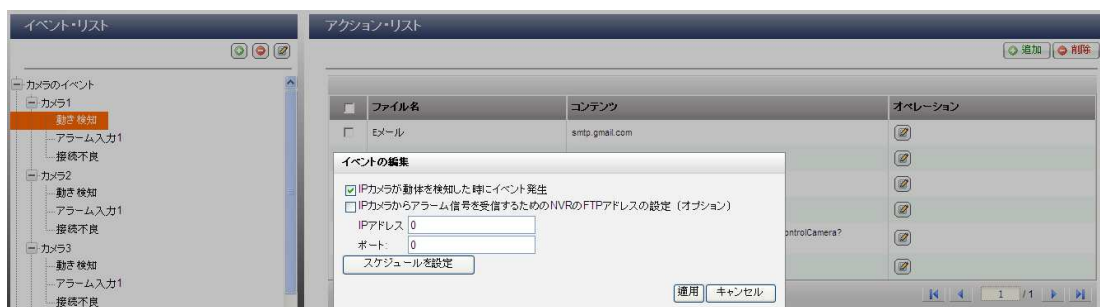 イベント・リスト
アクション・リスト
追加 削除
カメラのイベント
カメラ1
動き検知
アラーム入力1
接続不良
カメラ2
動き検知
アラーム入力1
接続不良
カメラ3
動き検知
アラーム入力1
接続不良
ファイル名 コンテンツ オペレーション
Eメール smtp.gmail.com
ontrolCamera?
イベントの編集
IPカメラが動体を検知した時にイベント発生
IPカメラからアラーム信号を受信するためのNVRのFTPアドレスの設定（オプション）
IPアドレス 0
ポート: 0
スケジュールを設定
適用 キャンセル
1 /1